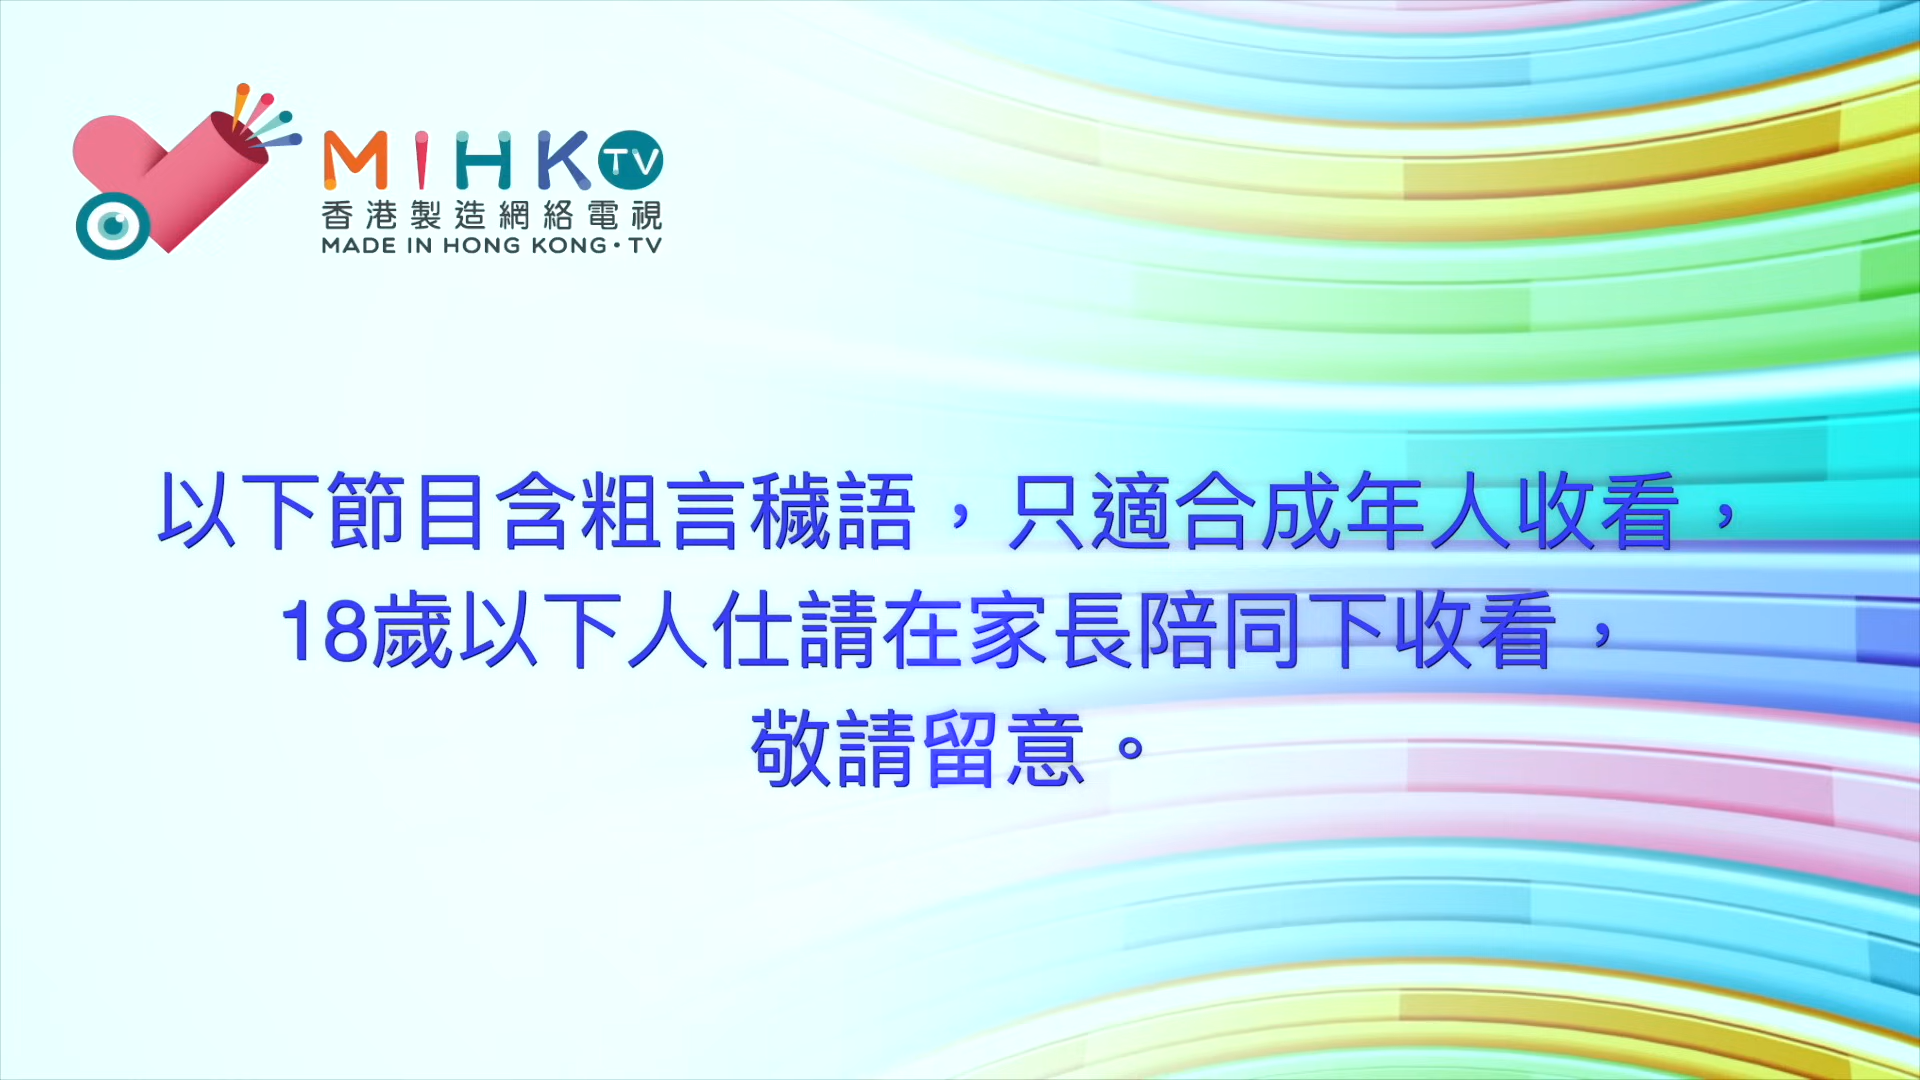 MIHK TV
香港製造網絡電視
MADE IN HONG KONG・TV
以下節目含粗言穢語，只適合成年人收看，
18歲以下人仕請在家長陪同下收看，
敬請留意。